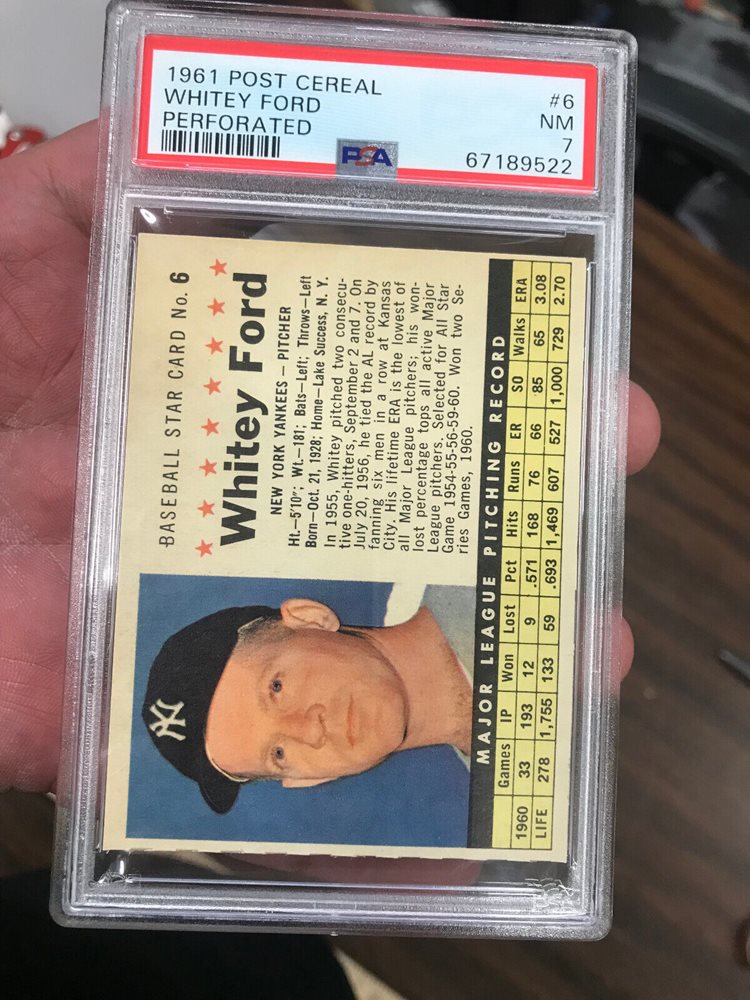 1961 POST CEREAL #6
WHITEY FORD NM
PERFORATED 7
PSA 67189522
BASEBALL STAR CARD No. 6
Whitey Ford
NEW YORK YANKEES — PITCHER
Ht.—5'10"; Wt.—181; Bats—Left; Throws—Left
Born—Oct. 21, 1928; Home—Lake Success, N. Y.
In 1955, Whitey pitched two consecu-
tive one-hitters, September 2 and 7. On
July 20, 1956, he tied the AL record by
fanning six men in a row at Kansas
City. His lifetime ERA is the lowest of
all Major League pitchers; his won-
lost percentage tops all active Major
League pitchers. Selected for All Star
Game 1954-55-56-59-60. Won two Se-
ries Games, 1960.
NY
MAJOR LEAGUE PITCHING RECORD
Games IP Won Lost Pct Hits Runs ER SO Walks ERA
1960 33 193 12 9 .571 168 76 66 85 65 3.08
LIFE 278 1,755 133 59 .693 1,469 607 527 1,000 729 2.70